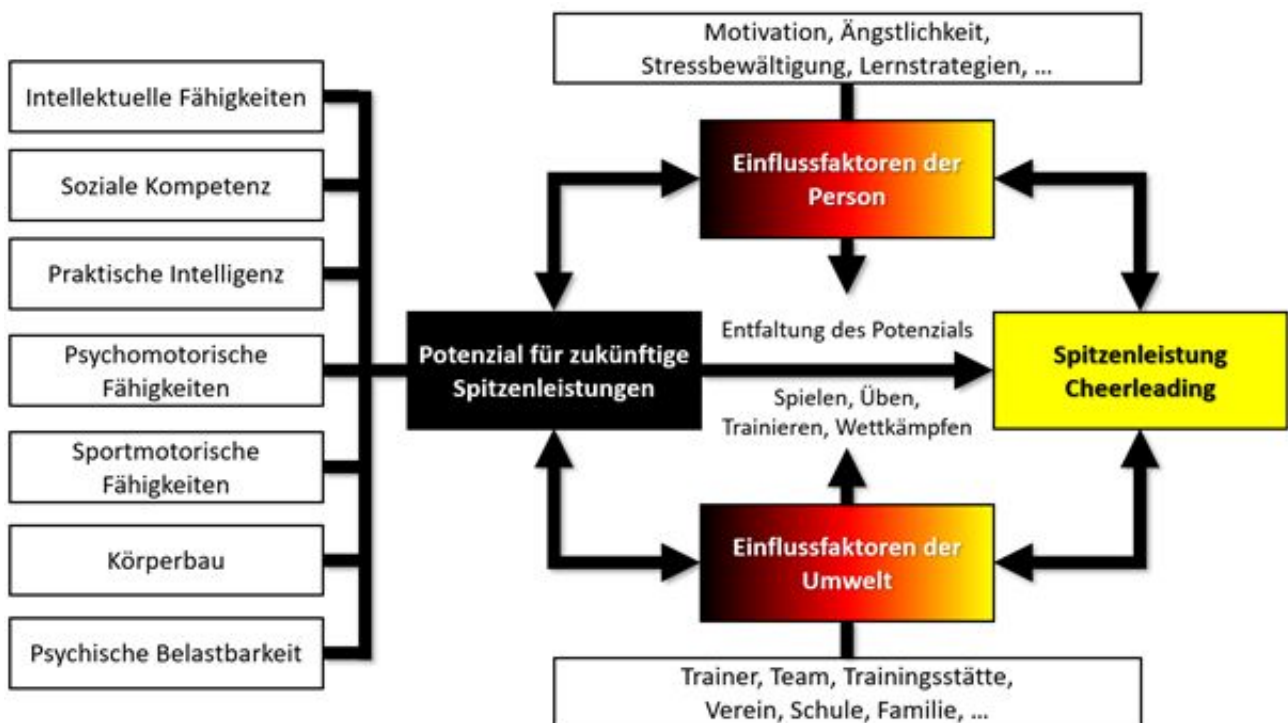 Intellektuelle Fähigkeiten
Soziale Kompetenz
Praktische Intelligenz
Psychomotorische
Fähigkeiten
Sportmotorische
Fähigkeiten
Körperbau
Psychische Belastbarkeit
Potenzial für zukünftige
Spitzenleistungen
Motivation, Ängstlichkeit,
Stressbewältigung, Lernstrategien, ...
Einflussfaktoren der
Person
Entfaltung des Potenzials
Spielen, Üben,
Trainieren, Wettkämpfen
Einflussfaktoren der
Umwelt
Trainer, Team, Trainingsstätte,
Verein, Schule, Familie, ...
Spitzenleistung
Cheerleading